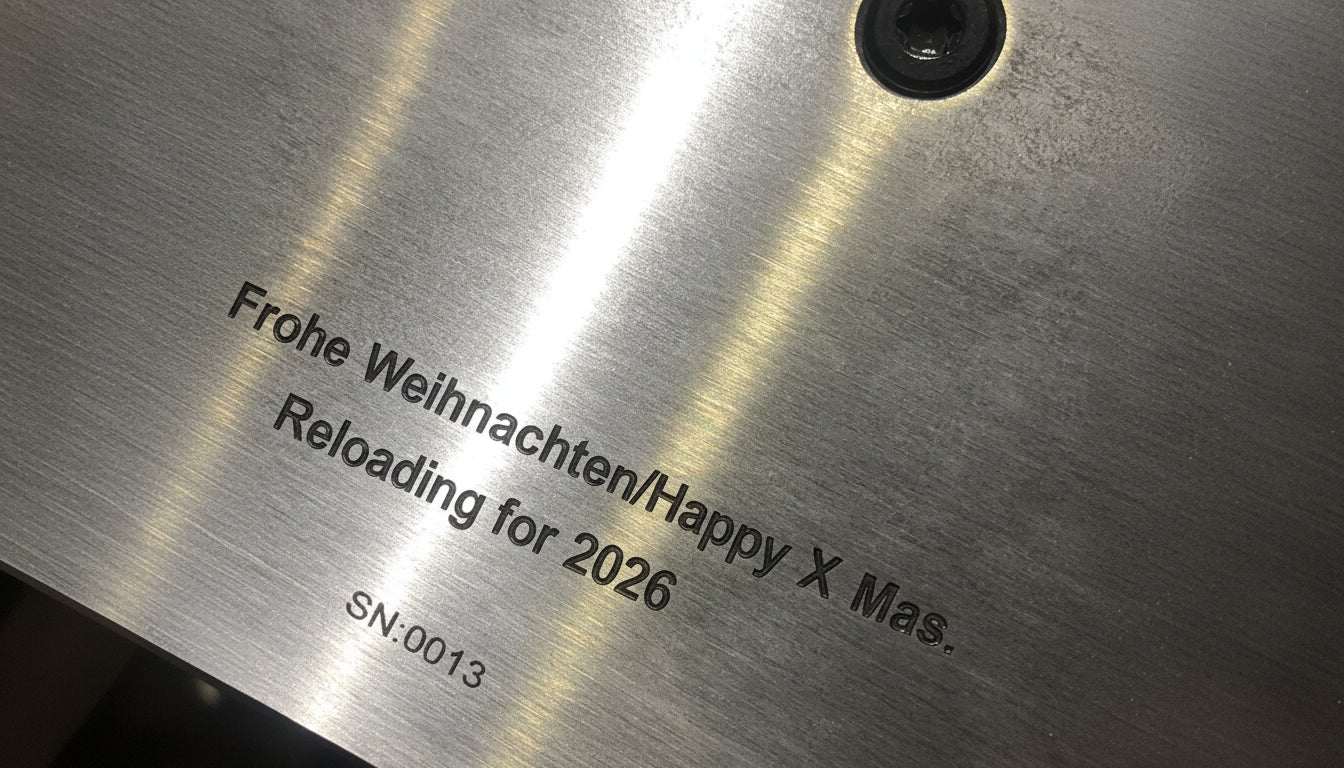 Frohe Weihnachten/Happy X Mas.
Reloading for 2026
SN:0013